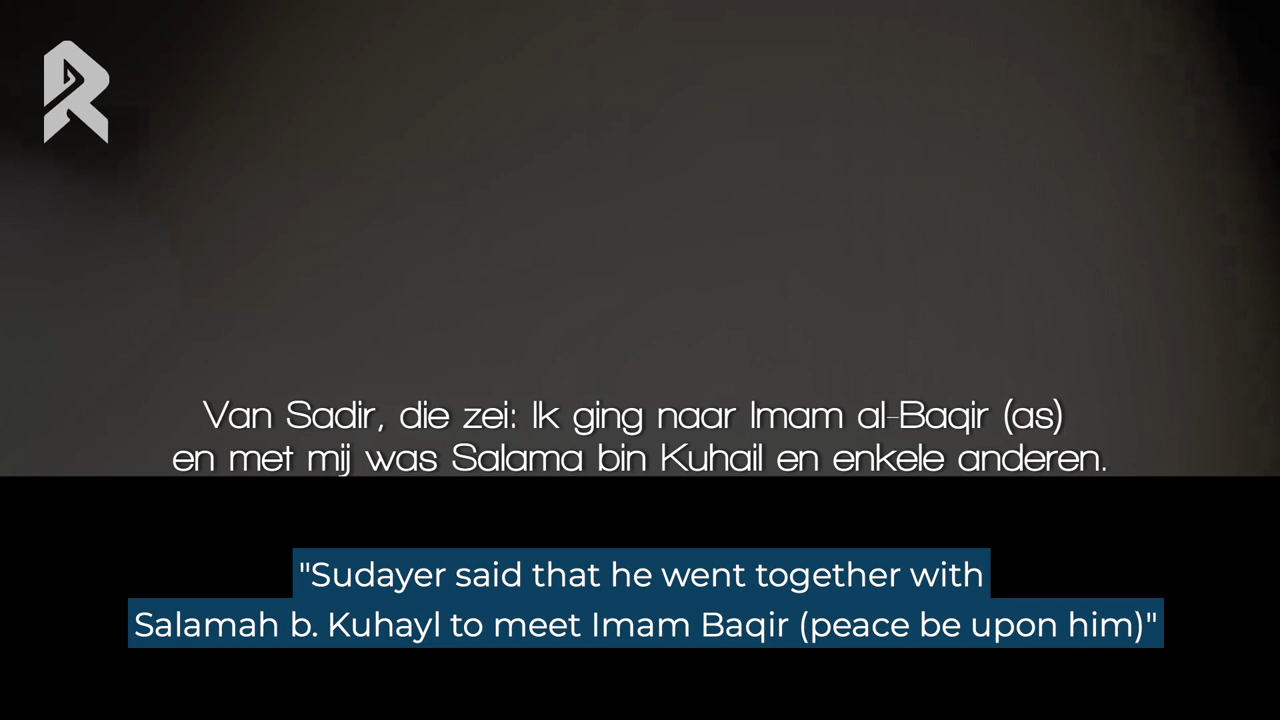 Van Sadir, die zei: Ik ging naar Imam al-Baqir (as)
en met mij was Salama bin Kuhail en enkele anderen.
"Sudayer said that he went together with
Salamah b. Kuhayl to meet Imam Baqir (peace be upon him)"